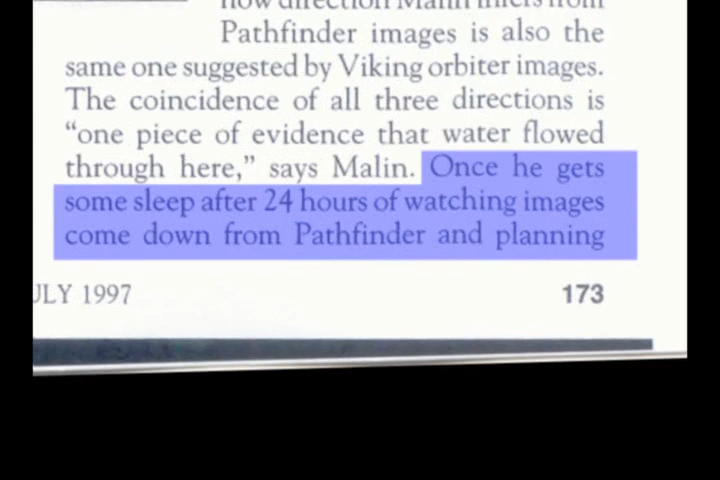 Pathfinder images is also the
same one suggested by Viking orbiter images.
The coincidence of all three directions is
“one piece of evidence that water flowed
through here,” says Malin. Once he gets
some sleep after 24 hours of watching images
come down from Pathfinder and planning
ULY 1997
173